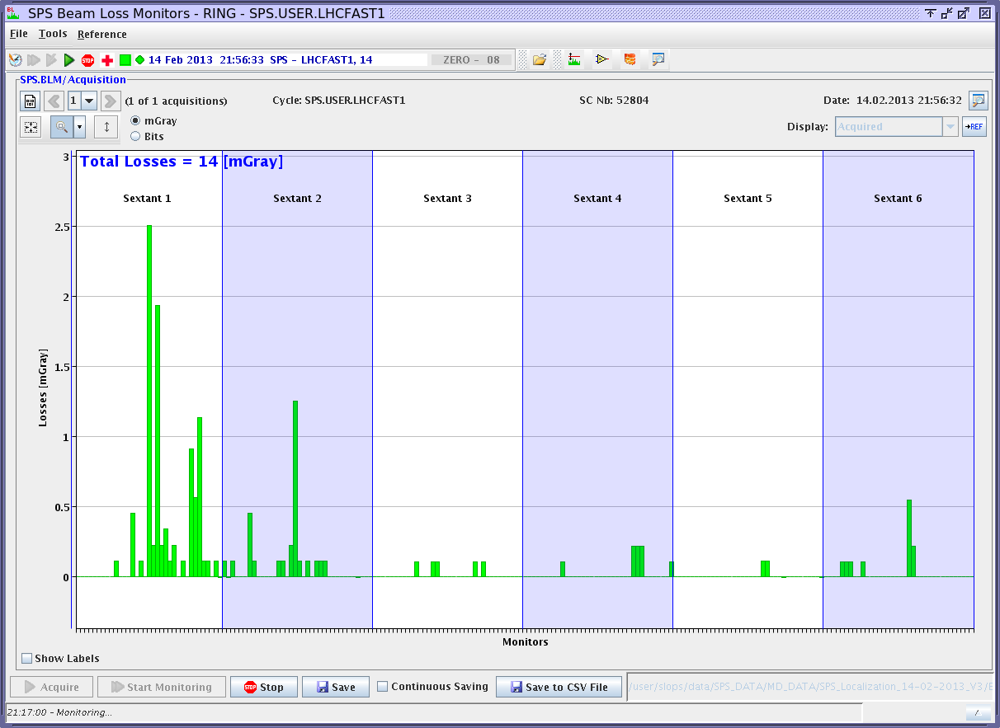 BL
SPS Beam Loss Monitors - RING - SPS.USER.LHCFAST1
File Tools Reference
STOP 14 Feb 2013 21:56:33 SPS - LHCFAST1, 14 ZERO - 08
SPS.BLM/Acquisition
1 (1 of 1 acquisitions) Cycle: SPS.USER.LHCFAST1 SC Nb: 52804 Date: 14.02.2013 21:56:32
mGray
Bits
Display: Acquired REF
Total Losses = 14 [mGray]
Sextant 1 Sextant 2 Sextant 3 Sextant 4 Sextant 5 Sextant 6
3
2.5
2
1.5
1
0.5
0
Losses [mGray]
Monitors
Show Labels
Acquire Start Monitoring STOP Stop Save Continuous Saving Save to CSV File /user/slops/data/SPS_DATA/MD_DATA/SPS_Localization_14-02-2013_V3/E
21:17:00 - Monitoring...